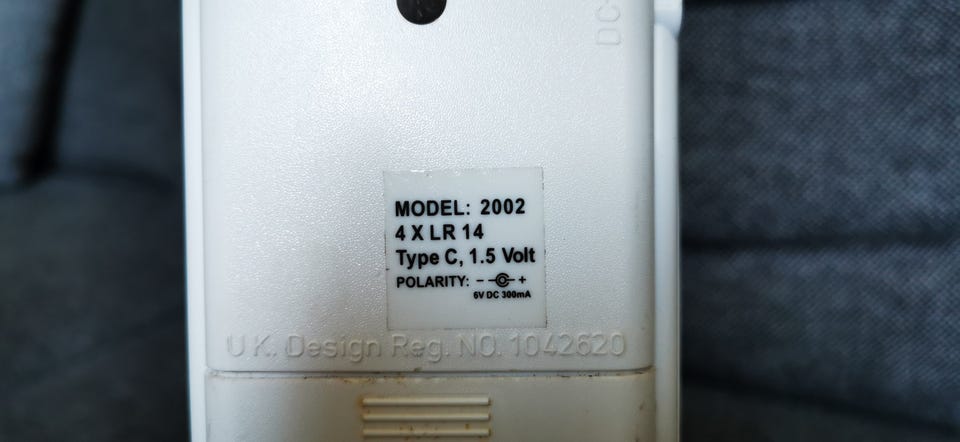 DC
MODEL: 2002
4 X LR 14
Type C, 1.5 Volt
POLARITY: - +
6V DC 300mA
U.K. Design Reg. NO. 1042620